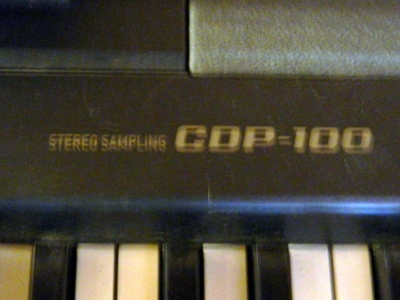 STEREO SAMPLING CDP-100